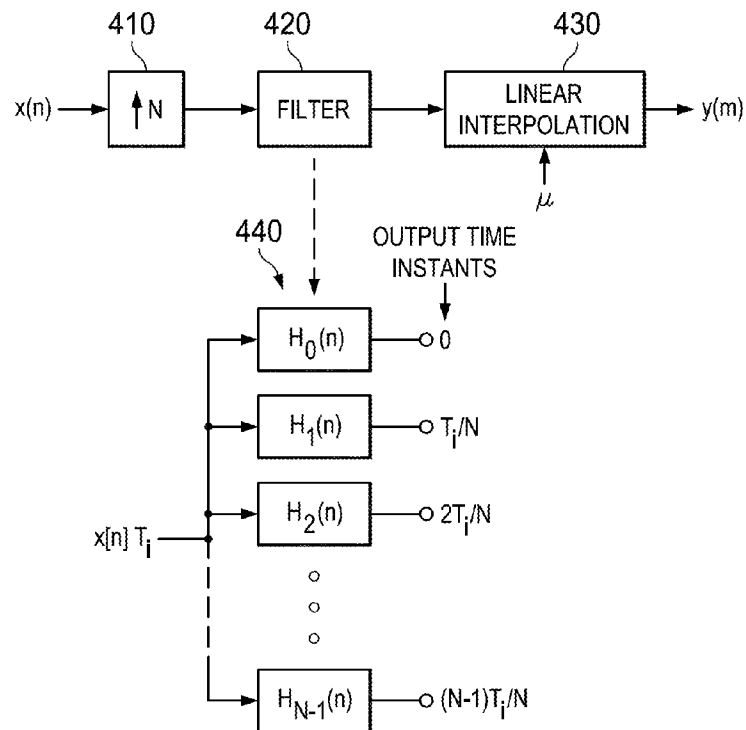 410
420
430
x(n)
↑ N
FILTER
LINEAR
INTERPOLATION
y(m)
μ
440
OUTPUT TIME
INSTANTS
H0(n)
0
H1(n)
Ti/N
H2(n)
2Ti/N
x[n] Ti
HN-1(n)
(N-1)Ti/N